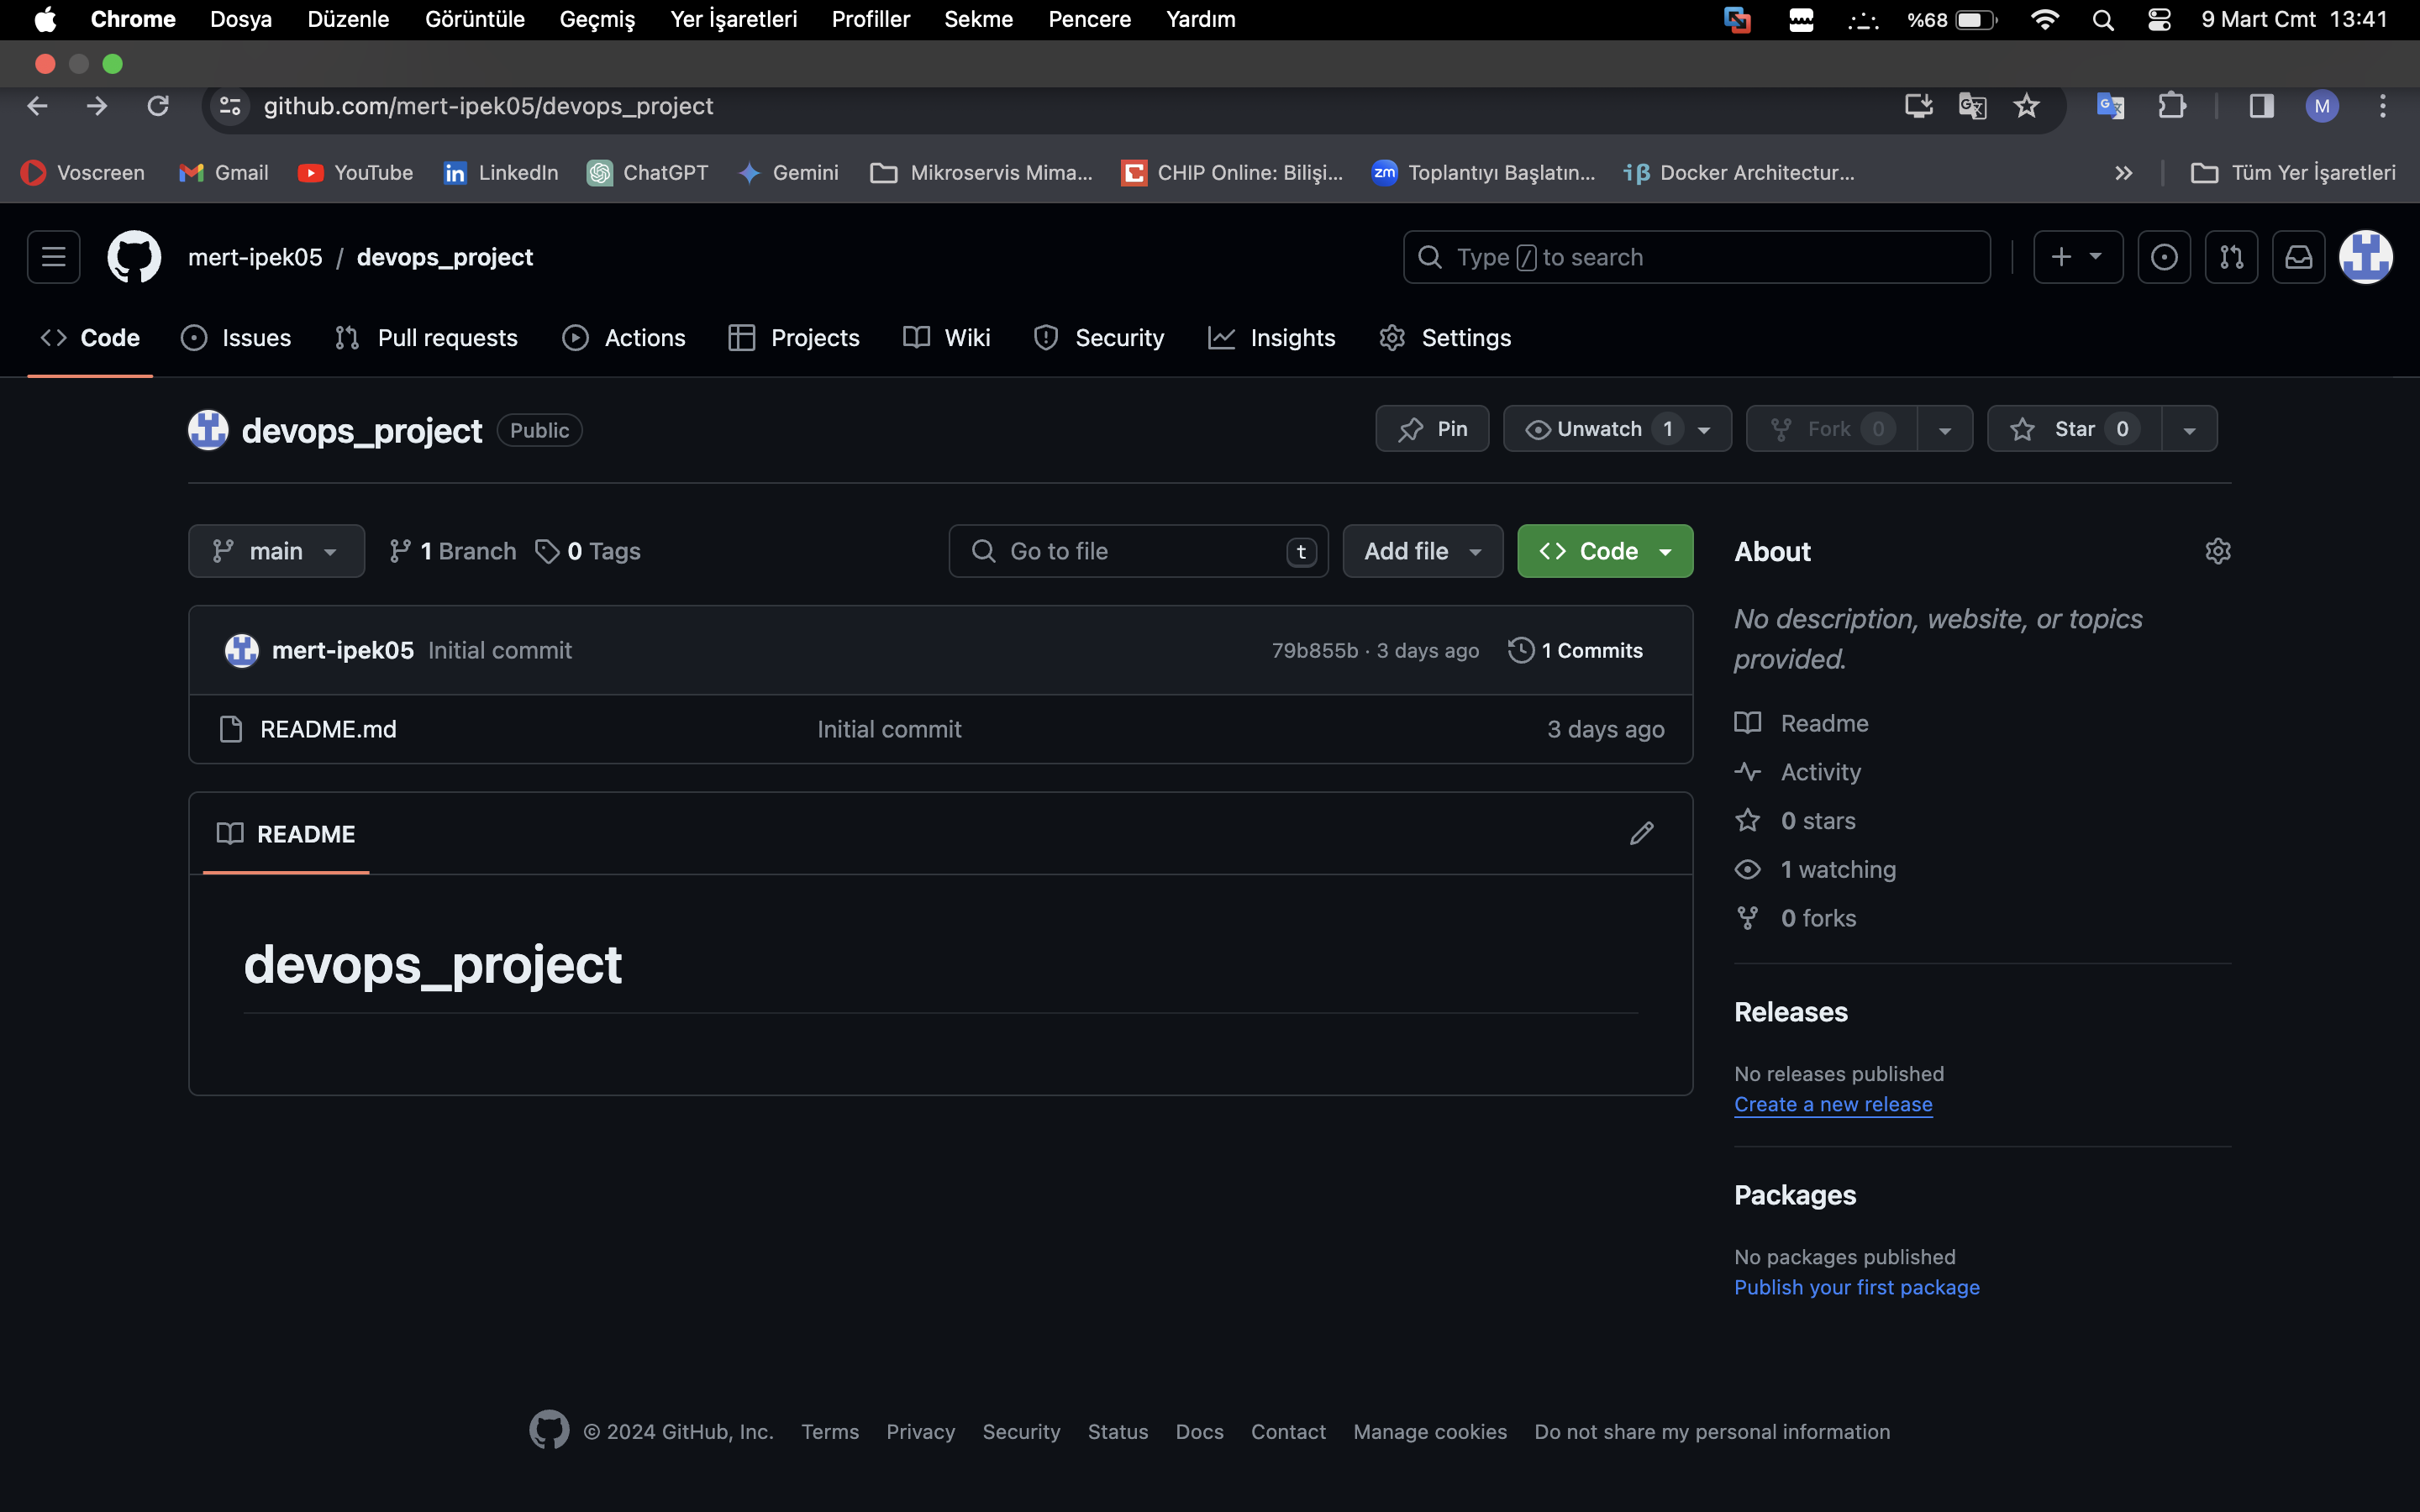 Chrome Dosya Düzenle Görüntüle Geçmiş Yer İşaretleri Profiller Sekme Pencere Yardım %68 9 Mart Cmt 13:41
github.com/mert-ipek05/devops_project M
Voscreen Gmail YouTube LinkedIn ChatGPT Gemini Mikroservis Mima... CHIP Online: Bilişi... zm Toplantıyı Başlatın... iβ Docker Architectur... Tüm Yer İşaretleri
mert-ipek05 / devops_project Type / to search
Code Issues Pull requests Actions Projects Wiki Security Insights Settings
devops_project Public Pin Unwatch 1 Fork 0 Star 0
main 1 Branch 0 Tags Go to file t Add file Code About
No description, website, or topics
provided.
mert-ipek05 Initial commit 79b855b · 3 days ago 1 Commits
README.md Initial commit 3 days ago
Readme
Activity
0 stars
1 watching
0 forks
README
devops_project
Releases
No releases published
Create a new release
Packages
No packages published
Publish your first package
© 2024 GitHub, Inc. Terms Privacy Security Status Docs Contact Manage cookies Do not share my personal information